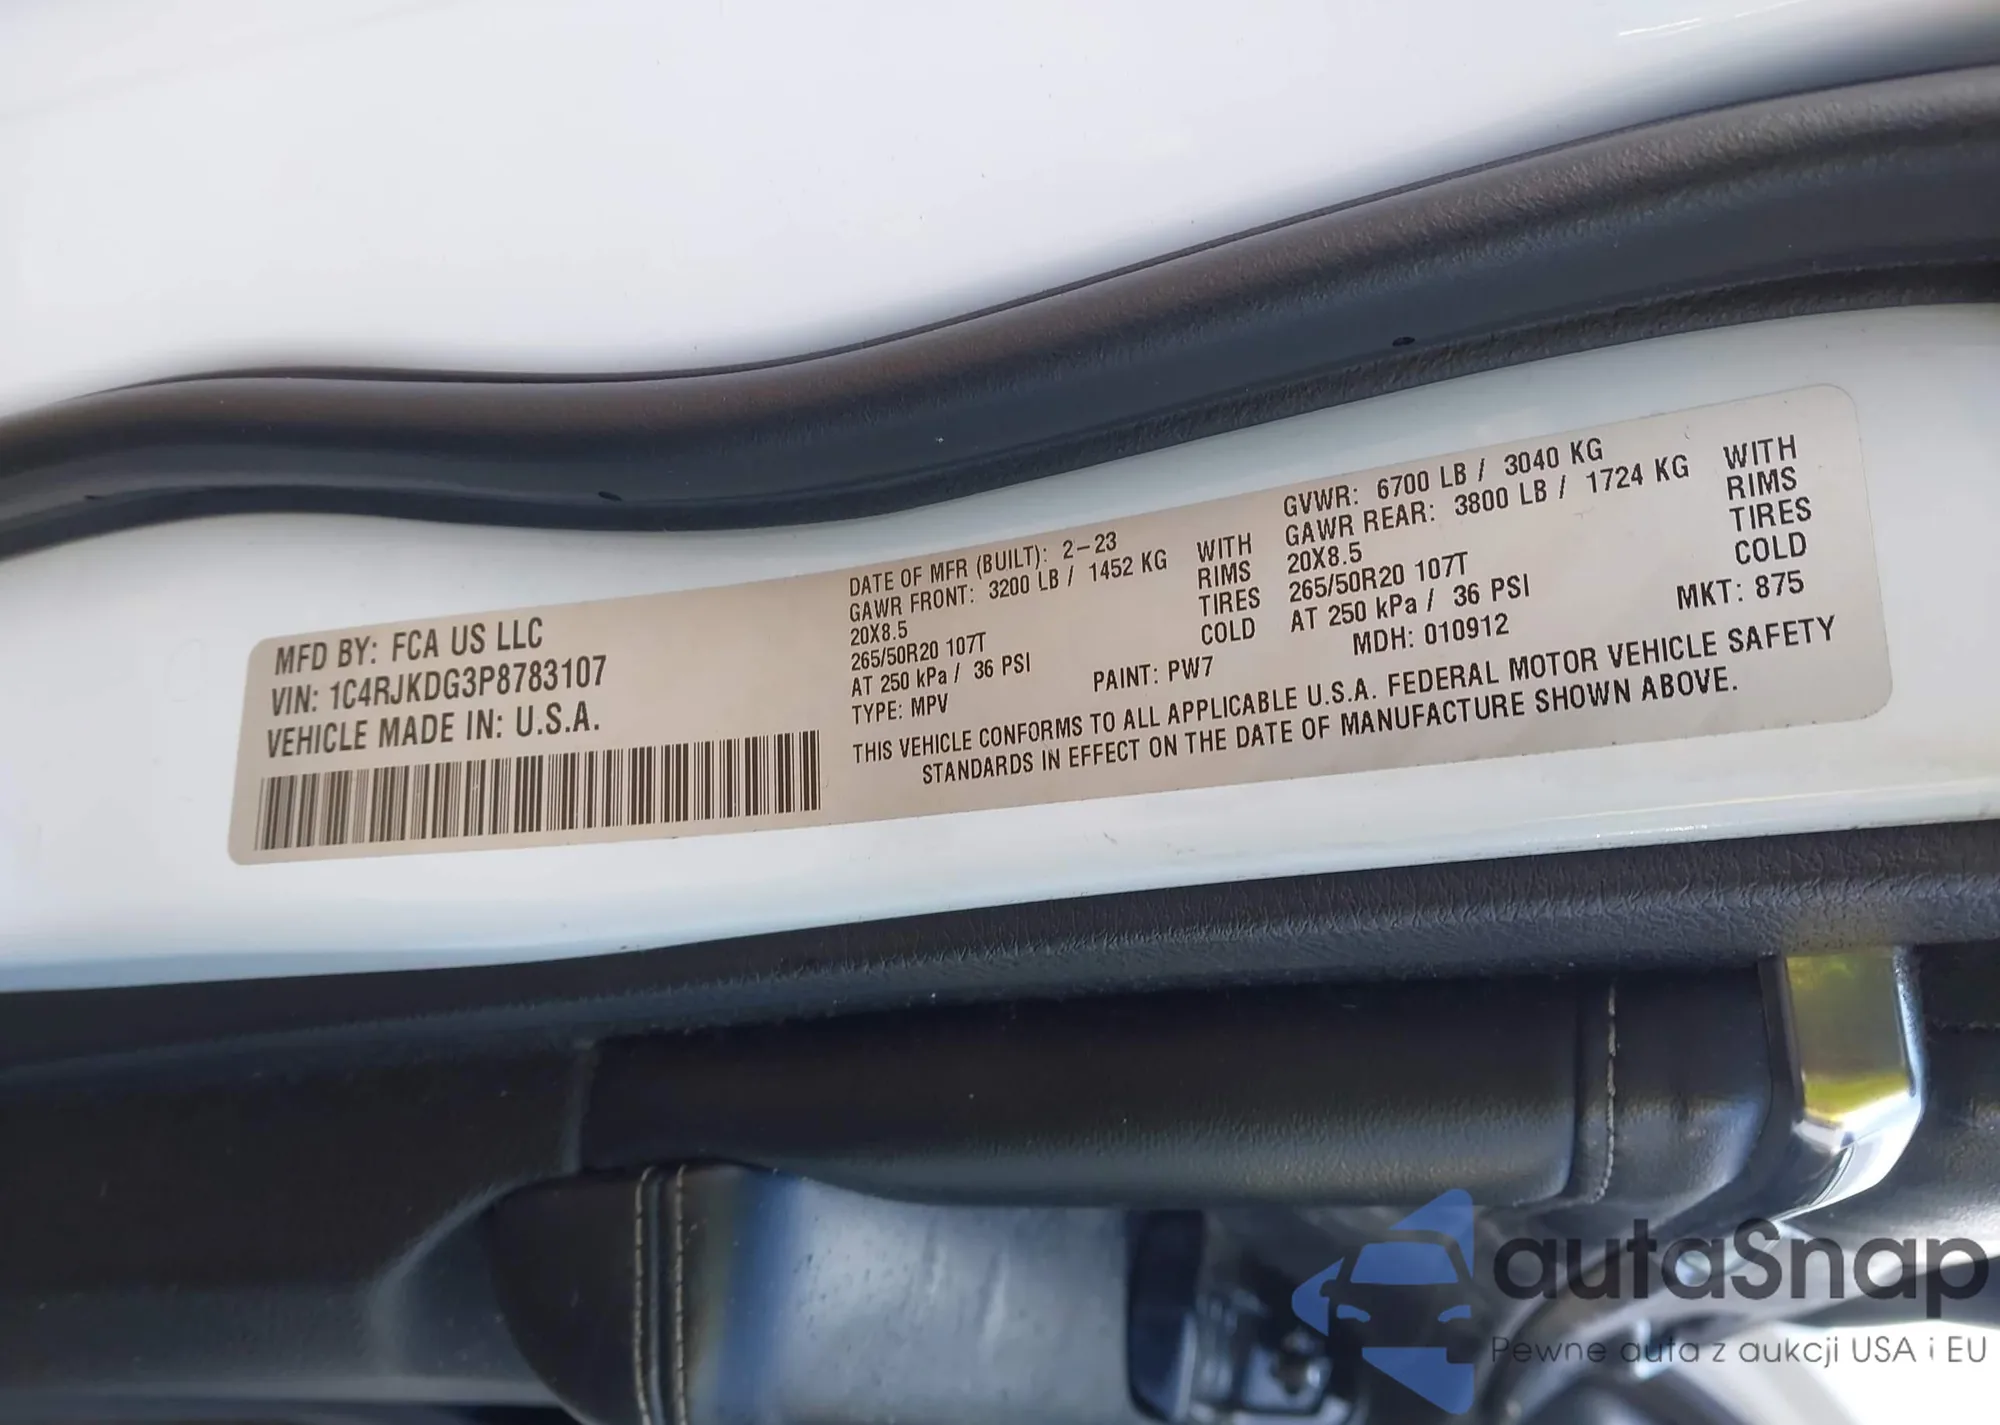 MFD BY: FCA US LLC
VIN: 1C4RJKDG3P8783107
VEHICLE MADE IN: U.S.A.
DATE OF MFR (BUILT): 2-23
GAWR FRONT: 3200 LB / 1452 KG WITH
20X8.5 RIMS
265/50R20 107T TIRES
AT 250 kPa / 36 PSI COLD
TYPE: MPV PAINT: PW7
GVWR: 6700 LB / 3040 KG
GAWR REAR: 3800 LB / 1724 KG WITH
20X8.5 RIMS
265/50R20 107T TIRES
AT 250 kPa / 36 PSI COLD
MDH: 010912 MKT: 875
THIS VEHICLE CONFORMS TO ALL APPLICABLE U.S.A. FEDERAL MOTOR VEHICLE SAFETY
STANDARDS IN EFFECT ON THE DATE OF MANUFACTURE SHOWN ABOVE.
autaSnap
Pewne auta z aukcji USA i EU